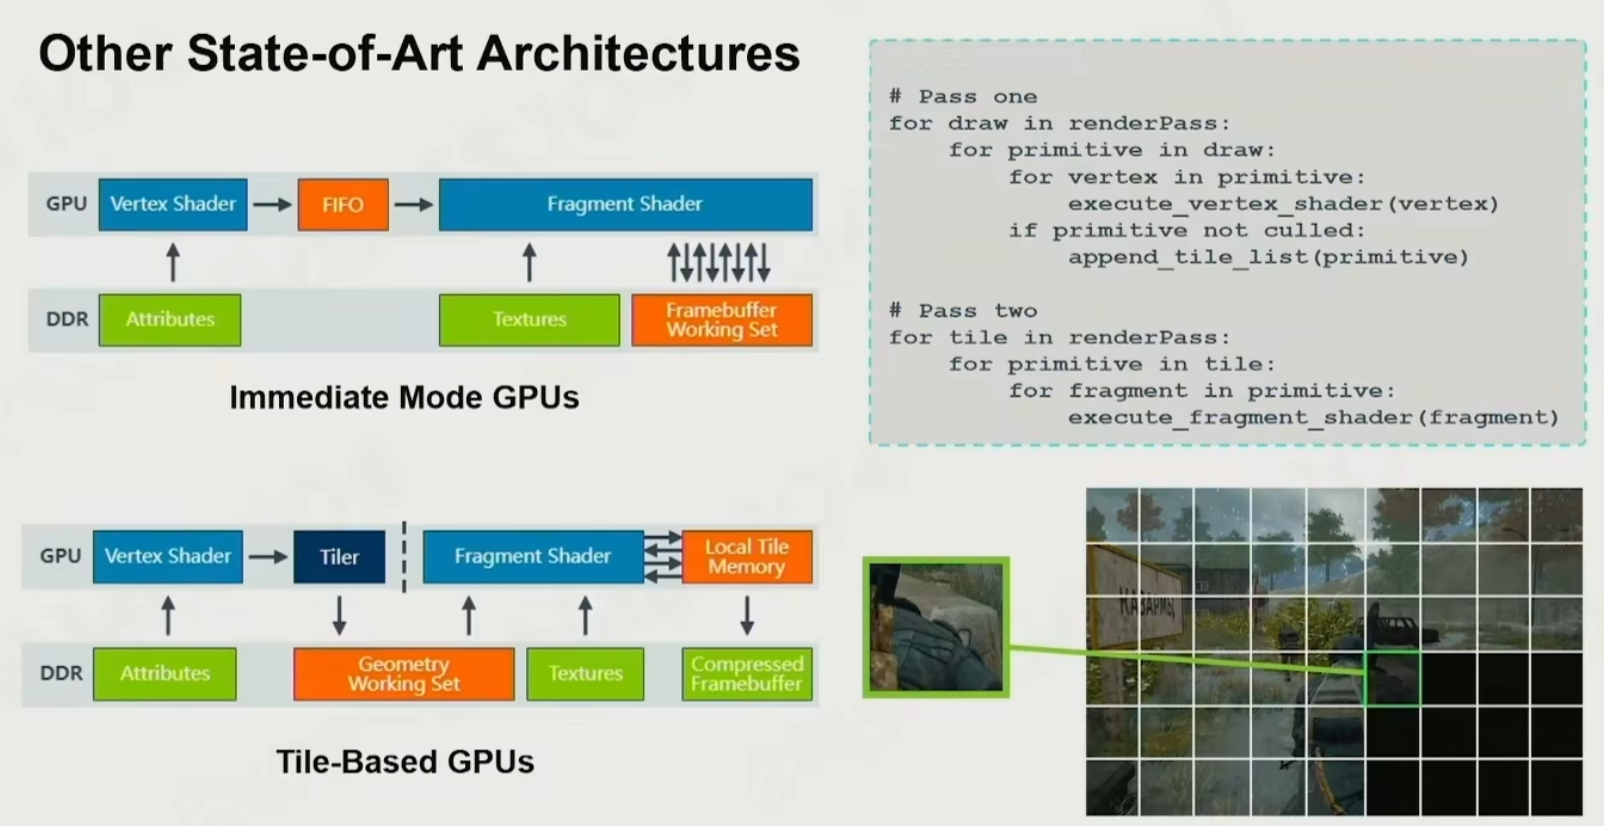 Other State-of-Art Architectures
GPU
Vertex Shader
FIFO
Fragment Shader
DDR
Attributes
Textures
Framebuffer
Working Set
Immediate Mode GPUs
GPU
Vertex Shader
Tiler
Fragment Shader
Local Tile
Memory
DDR
Attributes
Geometry
Working Set
Textures
Compressed
Framebuffer
Tile-Based GPUs
# Pass one
for draw in renderPass:
    for primitive in draw:
        for vertex in primitive:
            execute_vertex_shader(vertex)
        if primitive not culled:
            append_tile_list(primitive)
# Pass two
for tile in renderPass:
    for primitive in tile:
        for fragment in primitive:
            execute_fragment_shader(fragment)
КАЗАРМЫ